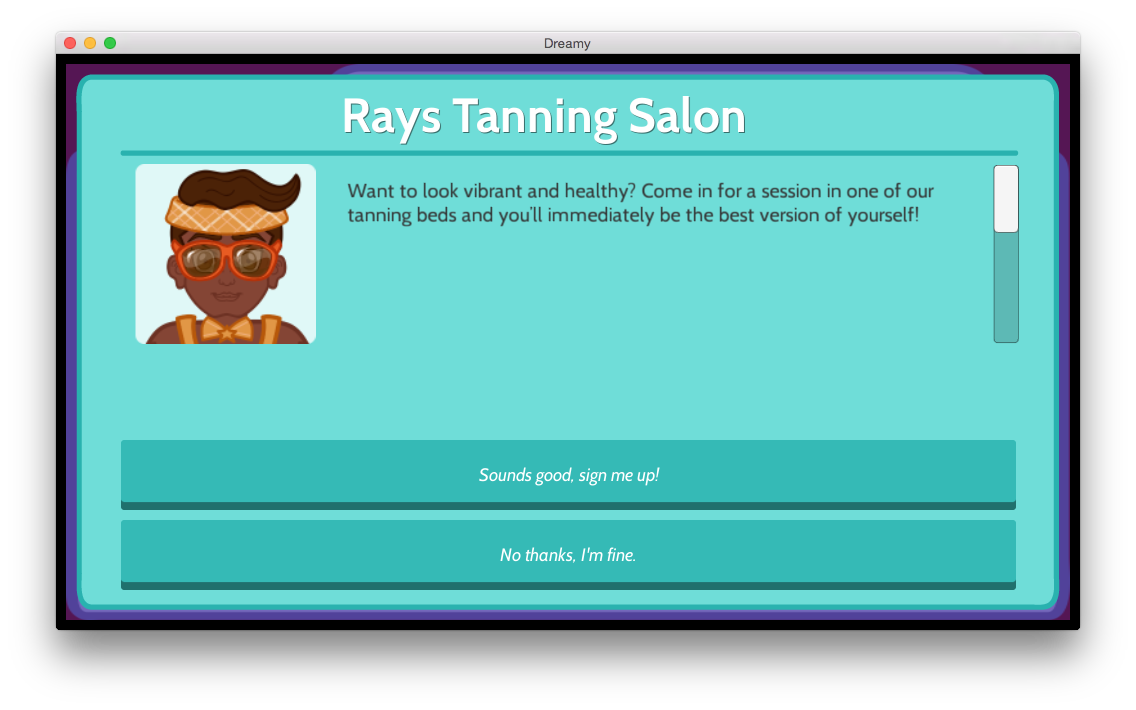 Dreamy
Rays Tanning Salon
Want to look vibrant and healthy? Come in for a session in one of our
tanning beds and you'll immediately be the best version of yourself!
Sounds good, sign me up!
No thanks, I'm fine.